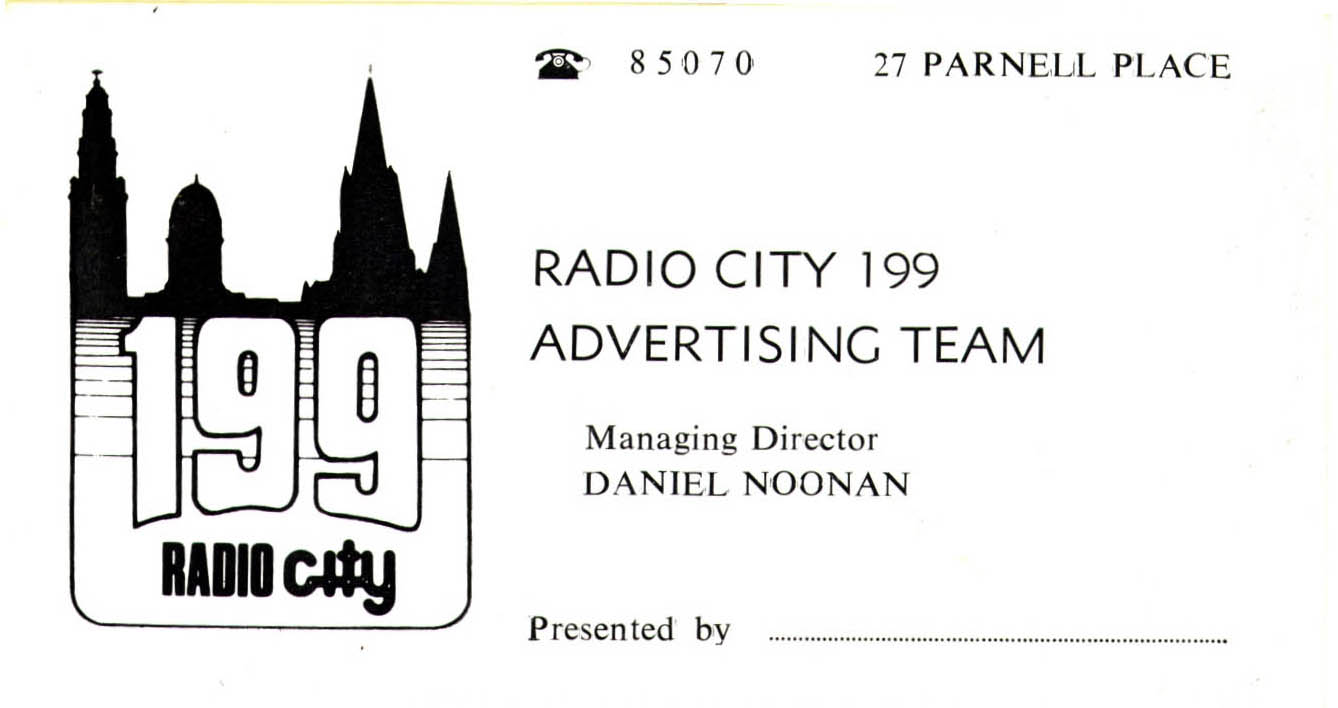 85070 27 PARNELL PLACE
199
RADIO city
RADIO CITY 199
ADVERTISING TEAM
Managing Director
DANIEL NOONAN
Presented by ................................................................................